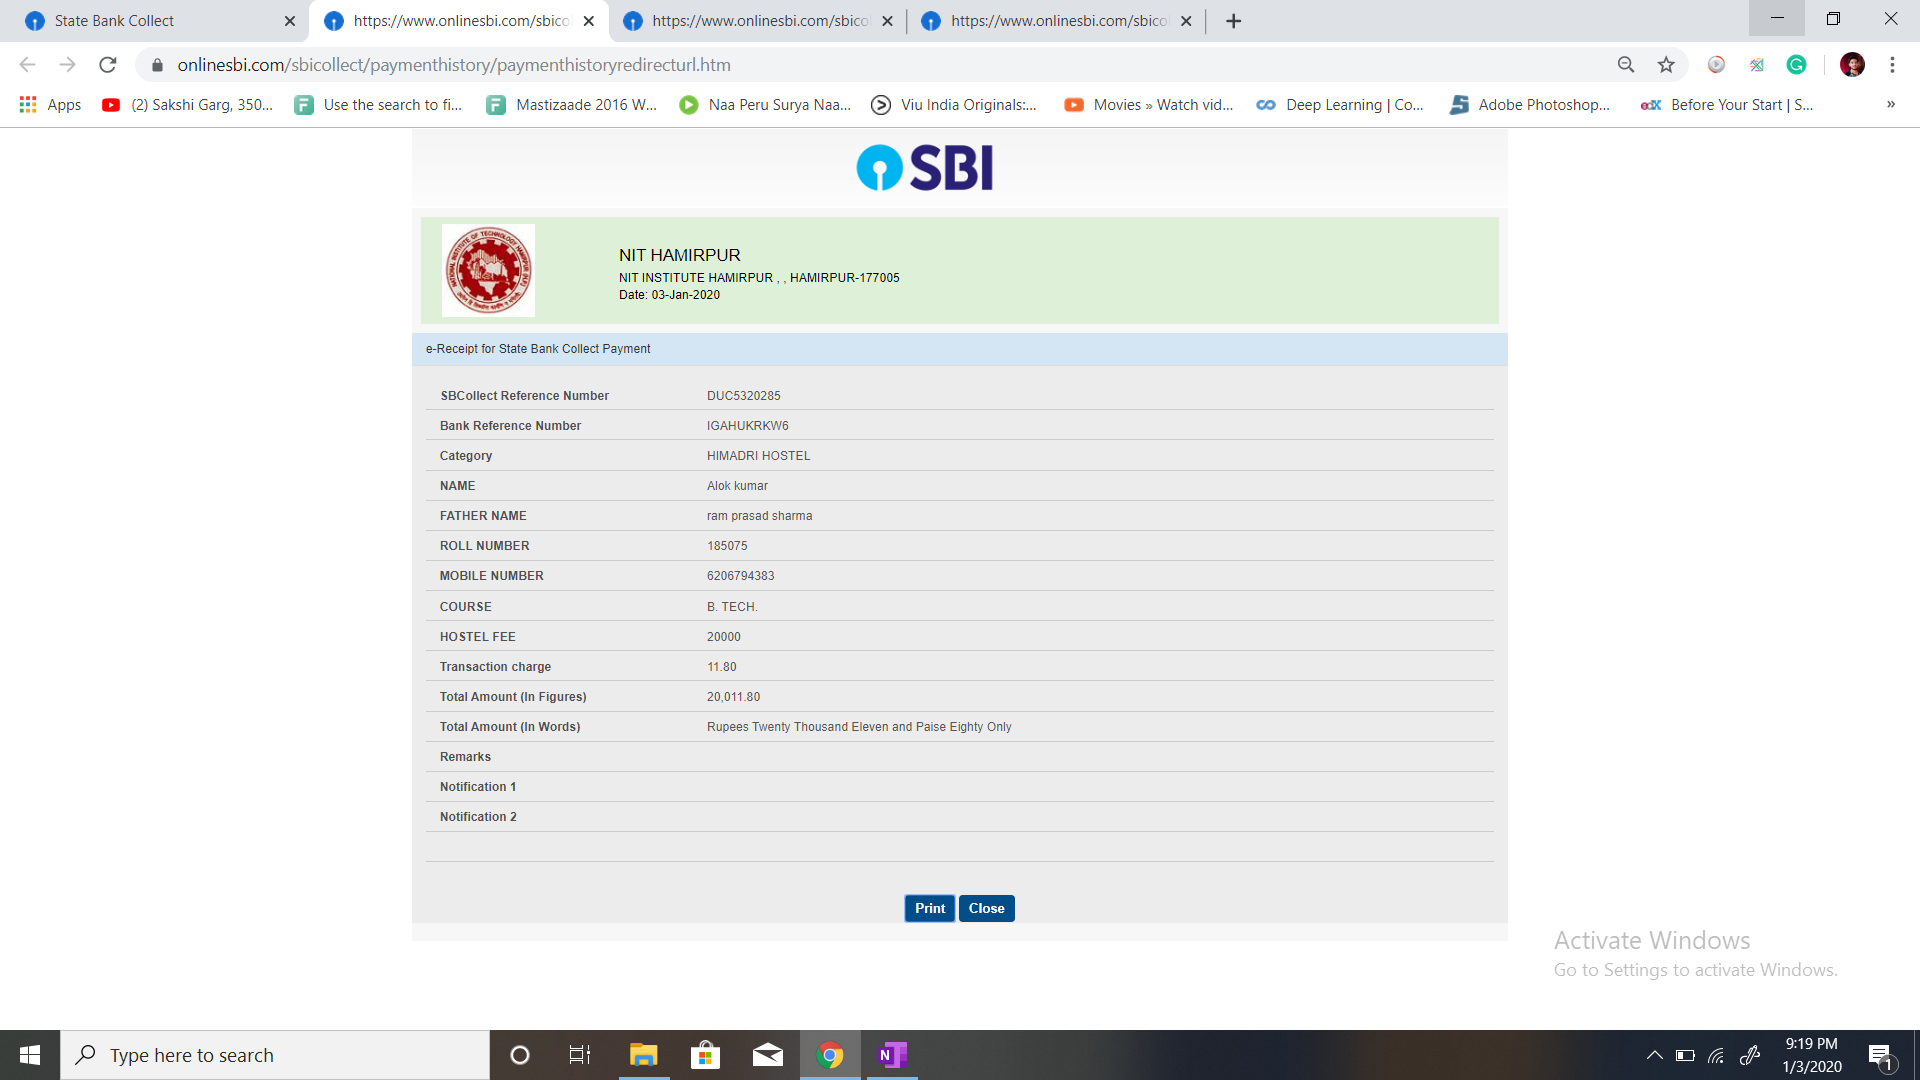 State Bank Collect
https://www.onlinesbi.com/sbico
https://www.onlinesbi.com/sbico
https://www.onlinesbi.com/sbico
onlinesbi.com/sbicollect/paymenthistory/paymenthistoryredirecturl.htm
Apps
(2) Sakshi Garg, 350...
Use the search to fi...
Mastizaade 2016 W...
Naa Peru Surya Naa...
Viu India Originals:...
Movies » Watch vid...
Deep Learning | Co...
Adobe Photoshop...
edX Before Your Start | S...
»
SBI
NIT HAMIRPUR
NIT INSTITUTE HAMIRPUR , , HAMIRPUR-177005
Date: 03-Jan-2020
e-Receipt for State Bank Collect Payment
SBCollect Reference Number DUC5320285
Bank Reference Number IGAHUKRKW6
Category HIMADRI HOSTEL
NAME Alok kumar
FATHER NAME ram prasad sharma
ROLL NUMBER 185075
MOBILE NUMBER 6206794383
COURSE B. TECH.
HOSTEL FEE 20000
Transaction charge 11.80
Total Amount (In Figures) 20,011.80
Total Amount (In Words) Rupees Twenty Thousand Eleven and Paise Eighty Only
Remarks
Notification 1
Notification 2
Print Close
Activate Windows
Go to Settings to activate Windows.
Type here to search
N
9:19 PM
1/3/2020
1